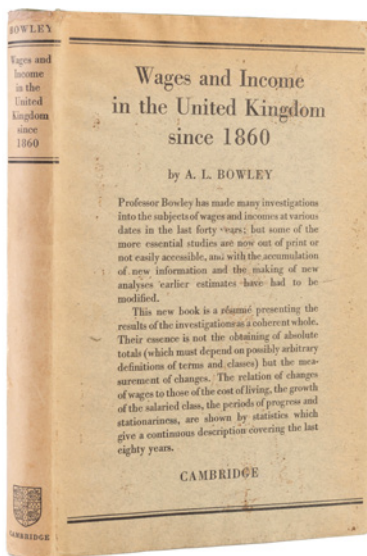 BOWLEY
Wages and
Income
in the
United
Kingdom
since
1860
CAMBRIDGE
Wages and Income
in the United Kingdom
since 1860
by A. L. BOWLEY
Professor Bowley has made many investigations
into the subjects of wages and incomes at various
dates in the last forty years; but some of the
more essential studies are now out of print or
not easily accessible, and with the accumulation
of new information and the making of new
analyses earlier estimates have had to be
modified.
This new book is a résumé presenting the
results of the investigations as a coherent whole.
Their essence is not the obtaining of absolute
totals (which must depend on possibly arbitrary
definitions of terms and classes) but the mea-
surement of changes. The relation of changes
of wages to those of the cost of living, the growth
of the salaried class, the periods of progress and
stationariness, are shown by statistics which
give a continuous description covering the last
eighty years.
CAMBRIDGE